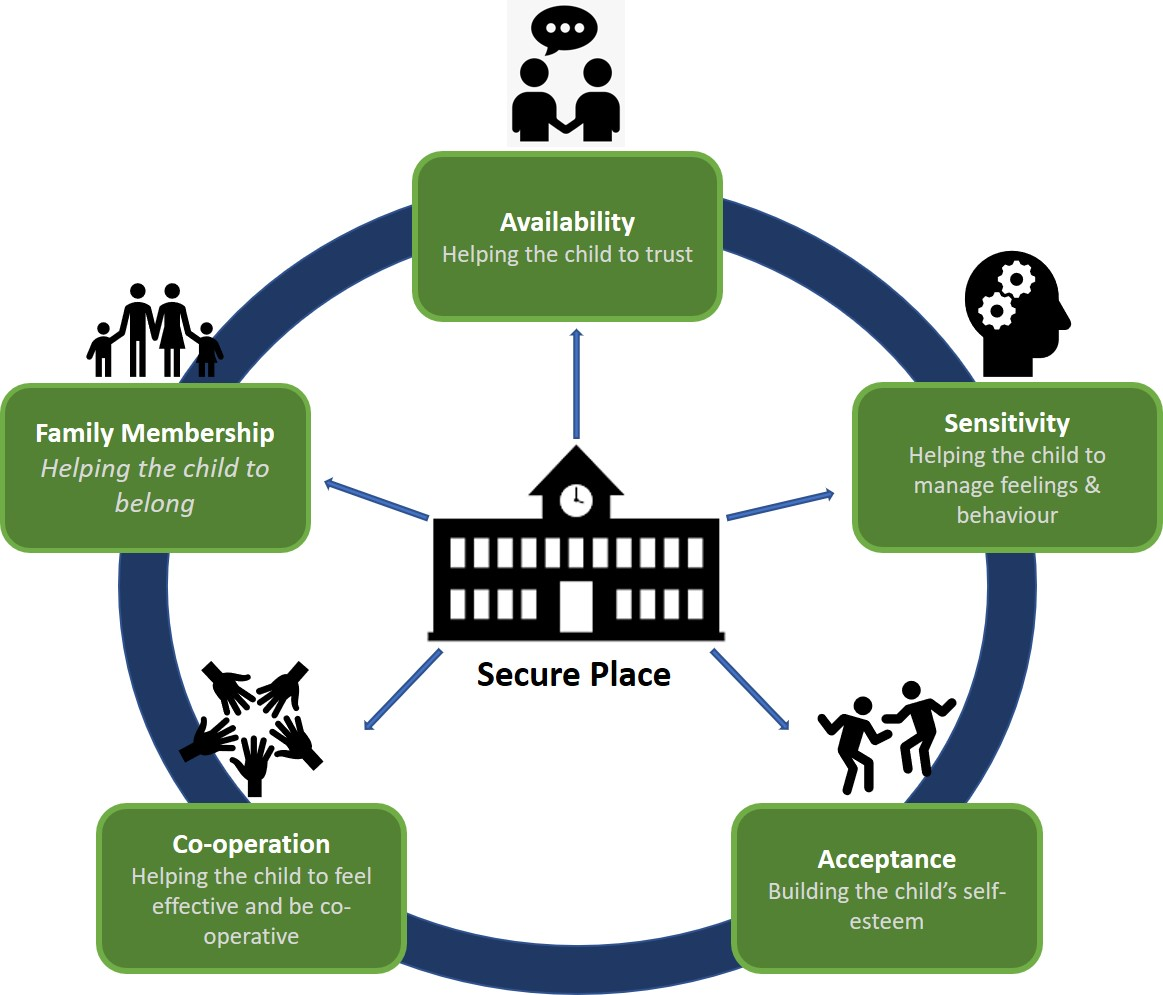 Availability
Helping the child to trust
Family Membership
Helping the child to
belong
Sensitivity
Helping the child to
manage feelings &
behaviour
Secure Place
Co-operation
Helping the child to feel
effective and be co-
operative
Acceptance
Building the child’s self-
esteem